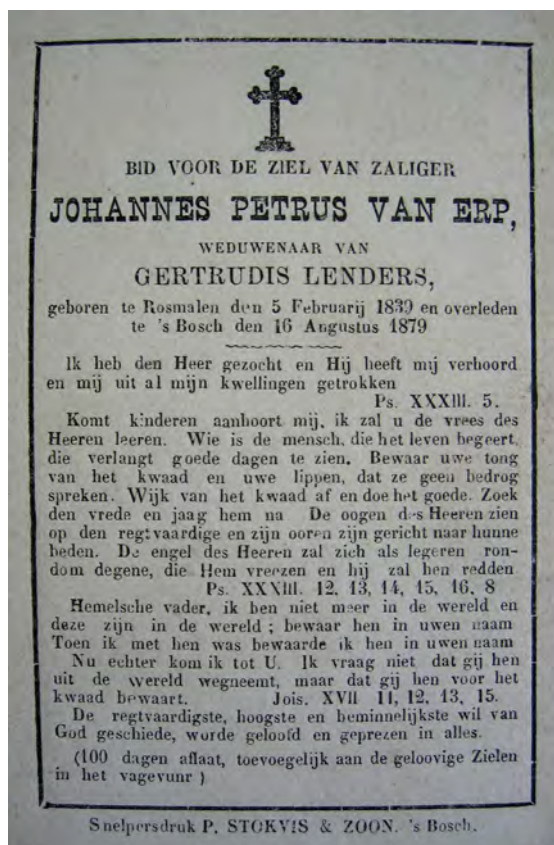 BID VOOR DE ZIEL VAN ZALIGER
JOHANNES PETRUS VAN ERP,
WEDUWENAAR VAN
GERTRUDIS LENDERS,
geboren te Rosmalen den 5 Februarij 1839 en overleden
te 's Bosch den 16 Augustus 1879
Ik heb den Heer gezocht en Hij heeft mij verhoord
en mij uit al mijn kwellingen getrokken
Ps. XXXIII. 5.
Komt kinderen aanhoort mij, ik zal u de vrees des
Heeren leeren. Wie is de mensch, die het leven begeert,
die verlangt goede dagen te zien. Bewaar uwe tong
van het kwaad en uwe lippen, dat ze geen bedrog
spreken. Wijk van het kwaad af en doe het goede. Zoek
den vrede en jaag hem na De oogen des Heeren zien
op den regtvaardige en zijn ooren zijn gericht naar hunne
beden. De engel des Heeren zal zich als legeren ron-
dom degene, die Hem vreezen en hij zal hen redden
Ps. XXXIII. 12, 13, 14, 15, 16, 8
Hemelsche vader, ik ben niet meer in de wereld en
deze zijn in de wereld ; bewaar hen in uwen naam
Toen ik met hen was bewaarde ik hen in uwen naam
Nu echter kom ik tot U. Ik vraag niet dat gij hen
uit de wereld wegneemt, maar dat gij hen voor het
kwaad bewaart. Jois. XVII 11, 12, 13, 15.
De regtvaardigste, hoogste en beminnelijkste wil van
God geschiede, worde geloofd en geprezen in alles.
(100 dagen aflaat, toevoegelijk aan de geloovige Zielen
in het vagevunr )
Snelpersdruk P. STOKVIS & ZOON. 's Bosch.